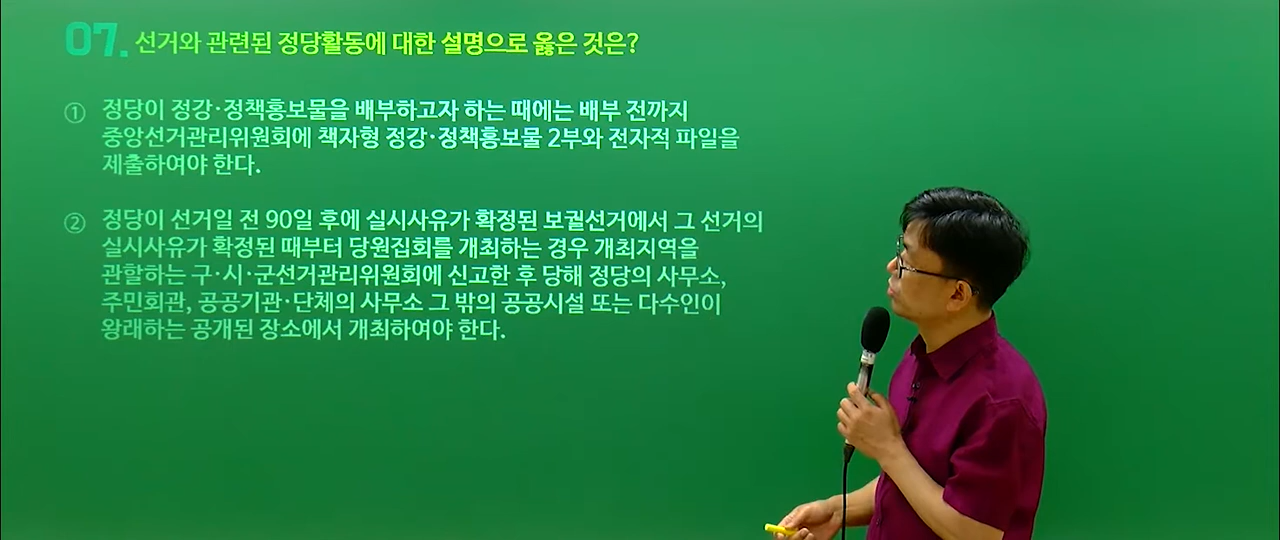 07. 선거와 관련된 정당활동에 대한 설명으로 옳은 것은?
① 정당이 정강·정책홍보물을 배부하고자 하는 때에는 배부 전까지
중앙선거관리위원회에 책자형 정강·정책홍보물 2부와 전자적 파일을
제출하여야 한다.
② 정당이 선거일 전 90일 후에 실시사유가 확정된 보궐선거에서 그 선거의
실시사유가 확정된 때부터 당원집회를 개최하는 경우 개최지역을
관할하는 구·시·군선거관리위원회에 신고한 후 당해 정당의 사무소,
주민회관, 공공기관·단체의 사무소 그 밖의 공공시설 또는 다수인이
왕래하는 공개된 장소에서 개최하여야 한다.